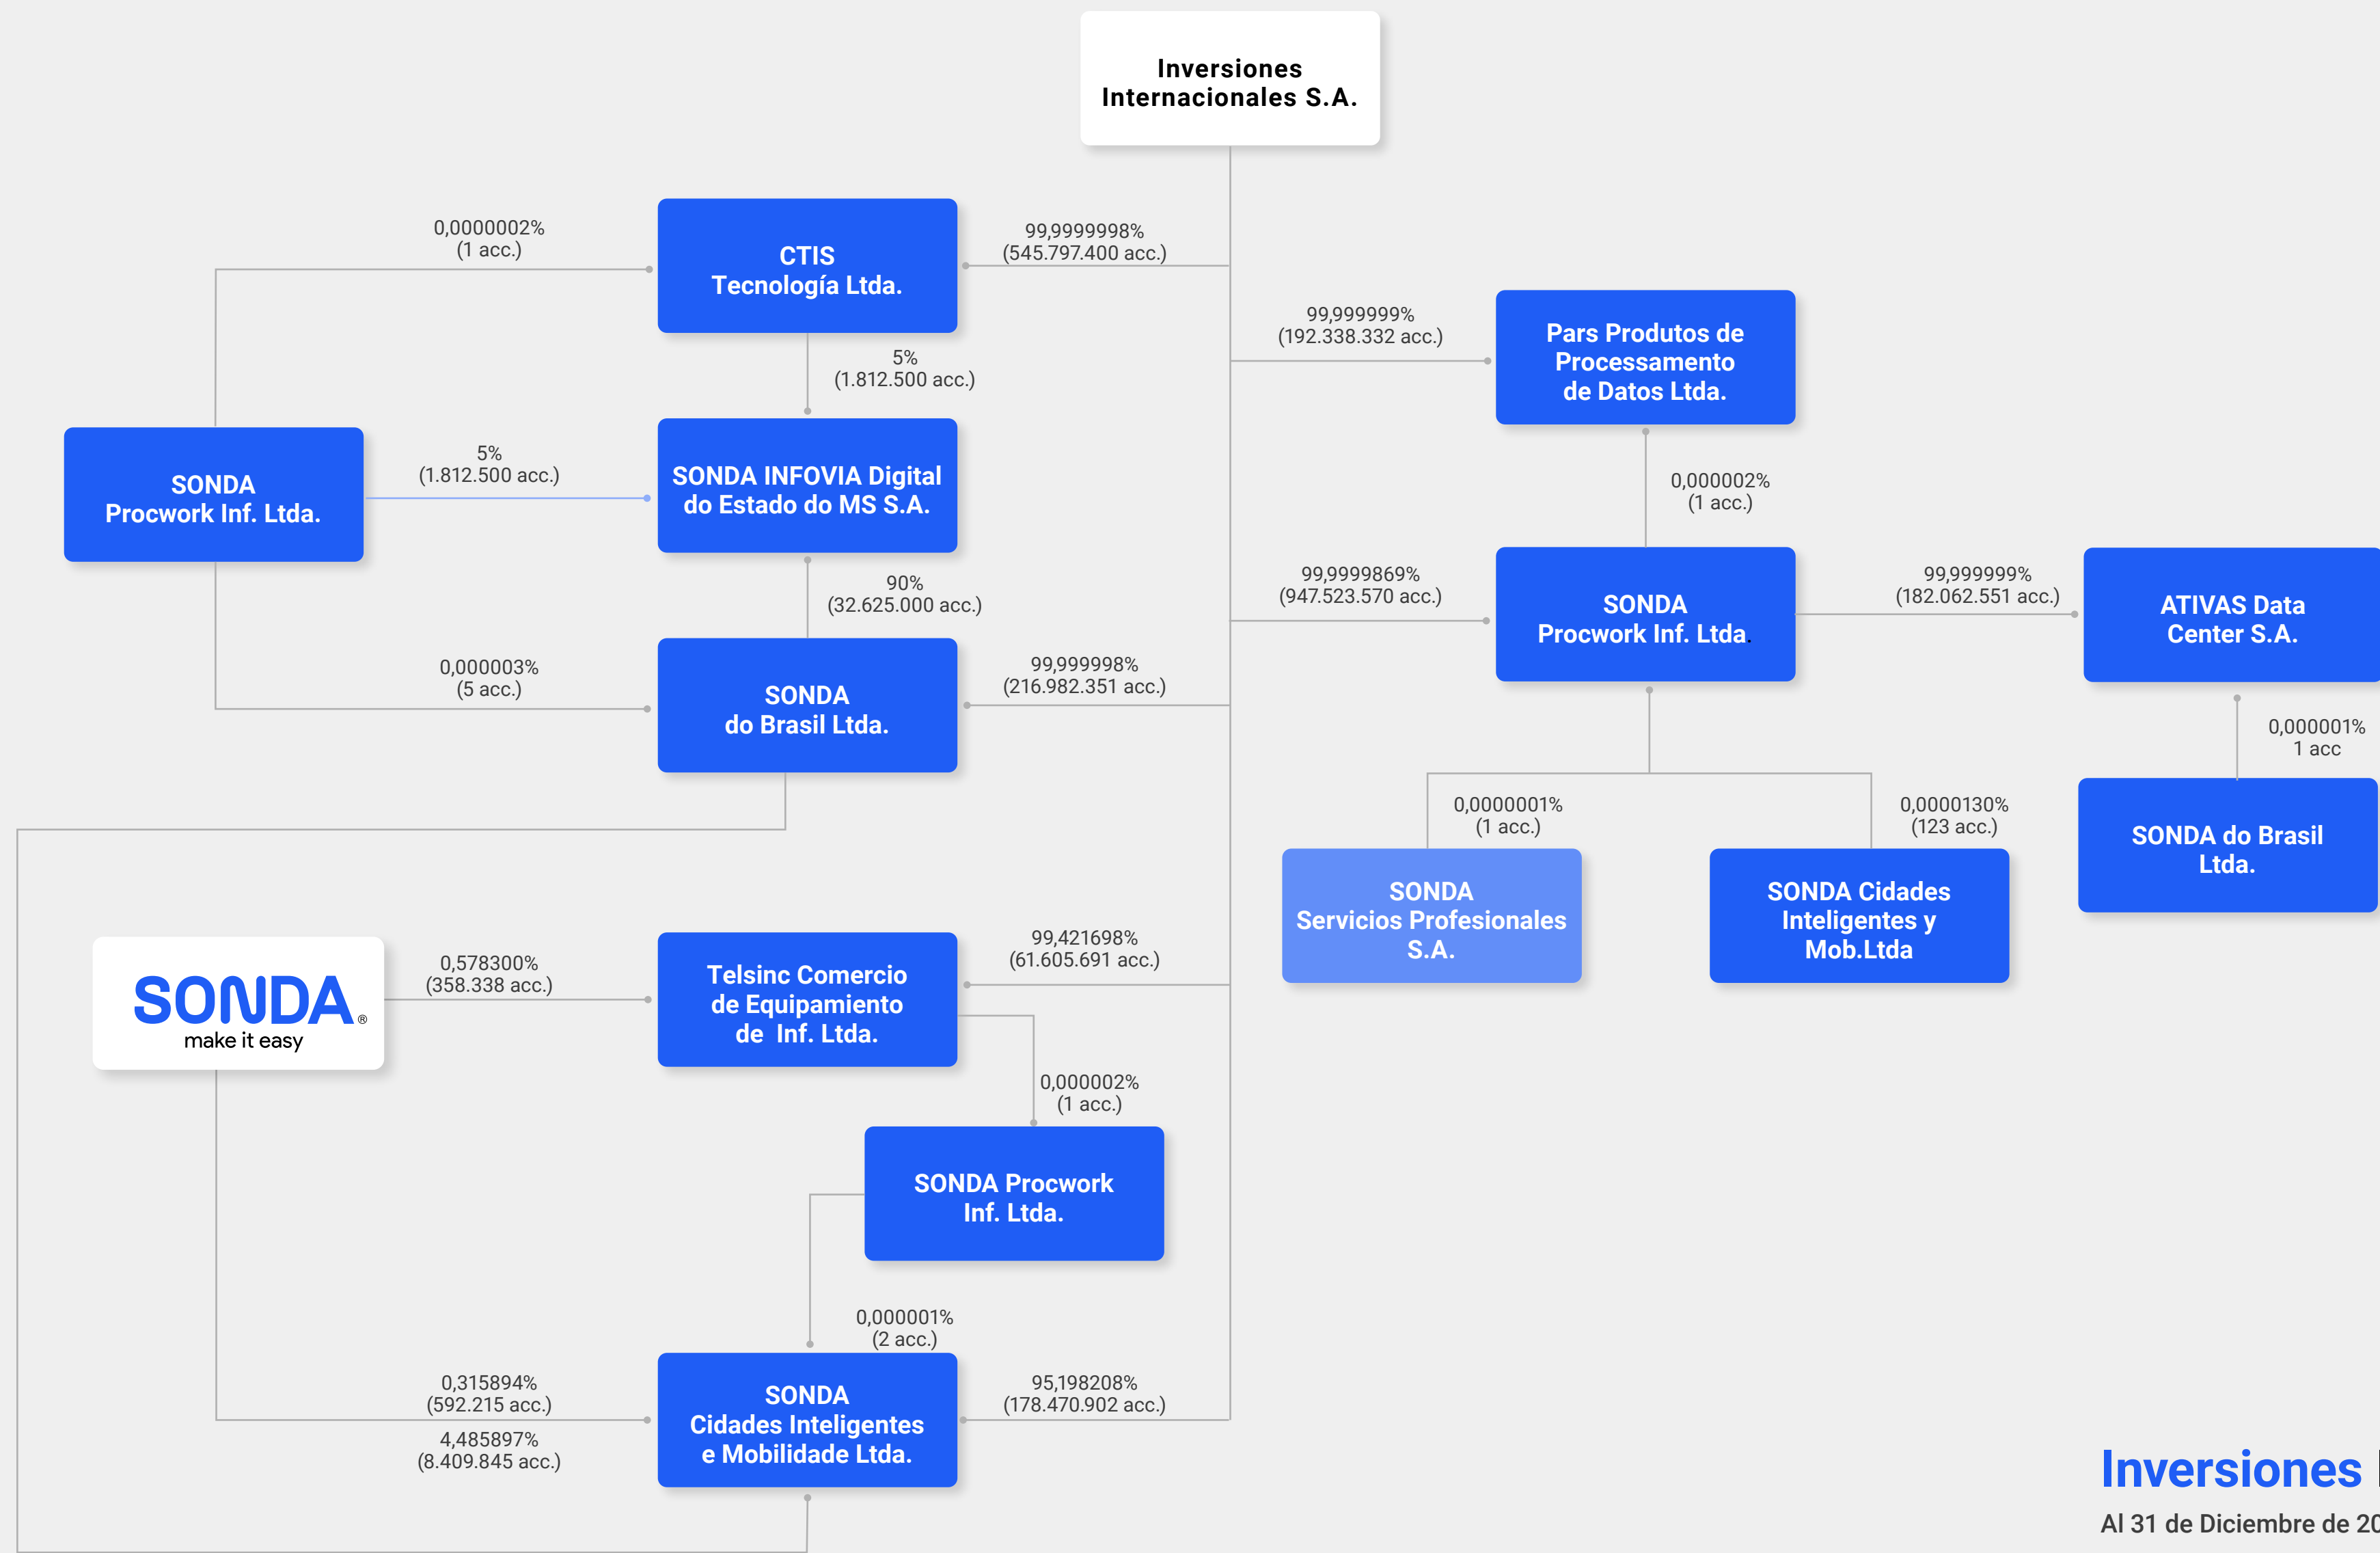 Inversiones
Internacionales S.A.
0,0000002%
(1 acc.)
CTIS
Tecnología Ltda.
99,9999998%
(545.797.400 acc.)
99,999999%
(192.338.332 acc.)
Pars Produtos de
Processamento
de Datos Ltda.
5%
(1.812.500 acc.)
SONDA
Procwork Inf. Ltda.
5%
(1.812.500 acc.)
SONDA INFOVIA Digital
do Estado do MS S.A.
0,000002%
(1 acc.)
90%
(32.625.000 acc.)
99,9999869%
(947.523.570 acc.)
SONDA
Procwork Inf. Ltda.
99,999999%
(182.062.551 acc.)
ATIVAS Data
Center S.A.
0,000003%
(5 acc.)
SONDA
do Brasil Ltda.
99,999998%
(216.982.351 acc.)
0,000001%
1 acc
0,0000001%
(1 acc.)
0,0000130%
(123 acc.)
SONDA do Brasil
Ltda.
SONDA
Servicios Profesionales
S.A.
SONDA Cidades
Inteligentes y
Mob.Ltda
SONDA®
make it easy
0,578300%
(358.338 acc.)
Telsinc Comercio
de Equipamiento
de  Inf. Ltda.
99,421698%
(61.605.691 acc.)
0,000002%
(1 acc.)
SONDA Procwork
Inf. Ltda.
0,000001%
(2 acc.)
0,315894%
(592.215 acc.)
4,485897%
(8.409.845 acc.)
SONDA
Cidades Inteligentes
e Mobilidade Ltda.
95,198208%
(178.470.902 acc.)
Inversiones
Al 31 de Diciembre de 20